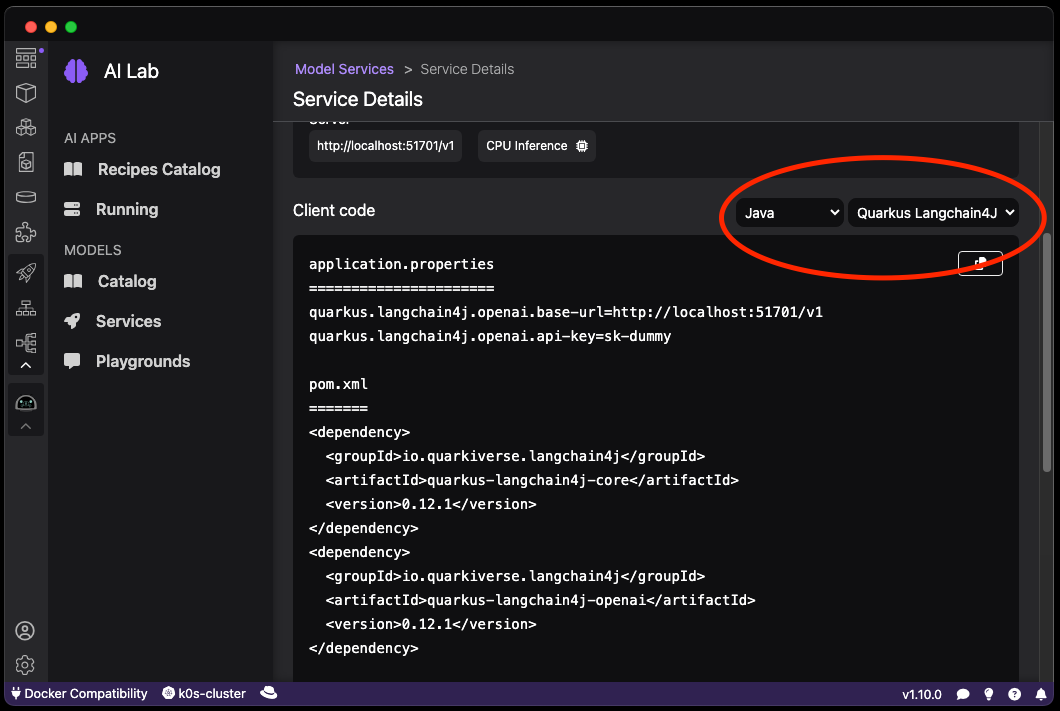 AI Lab
AI APPS
Recipes Catalog
Running
MODELS
Catalog
Services
Playgrounds
Model Services > Service Details
Service Details
Server
http://localhost:51701/v1 CPU Inference
Client code
Java Quarkus Langchain4J
application.properties
======================
quarkus.langchain4j.openai.base-url=http://localhost:51701/v1
quarkus.langchain4j.openai.api-key=sk-dummy
pom.xml
=======
<dependency>
<groupId>io.quarkiverse.langchain4j</groupId>
<artifactId>quarkus-langchain4j-core</artifactId>
<version>0.12.1</version>
</dependency>
<dependency>
<groupId>io.quarkiverse.langchain4j</groupId>
<artifactId>quarkus-langchain4j-openai</artifactId>
<version>0.12.1</version>
</dependency>
Docker Compatibility k0s-cluster v1.10.0